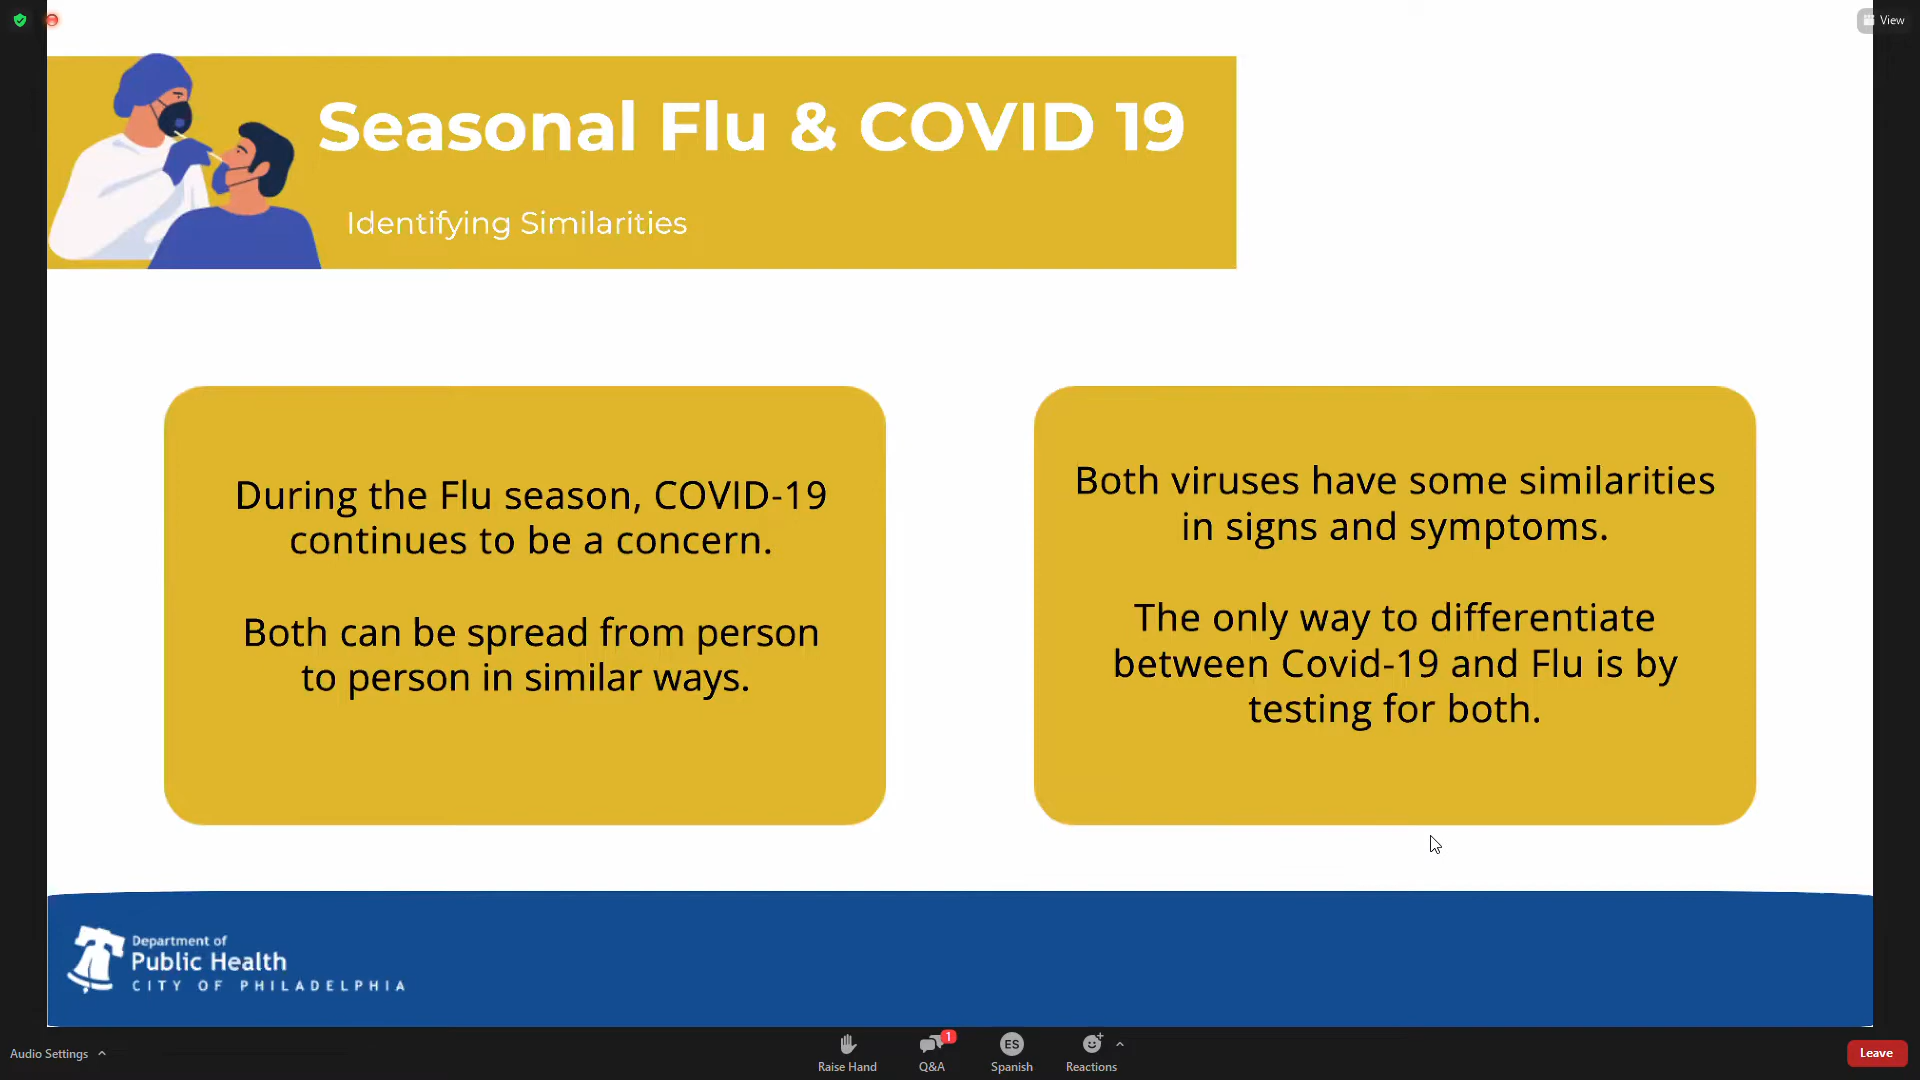 View
Seasonal Flu & COVID 19
Identifying Similarities
During the Flu season, COVID-19
continues to be a concern.
Both can be spread from person
to person in similar ways.
Both viruses have some similarities
in signs and symptoms.
The only way to differentiate
between Covid-19 and Flu is by
testing for both.
Department of
Public Health
CITY OF PHILADELPHIA
Audio Settings
Raise Hand
1
Q&A
ES
Spanish
Reactions
Leave